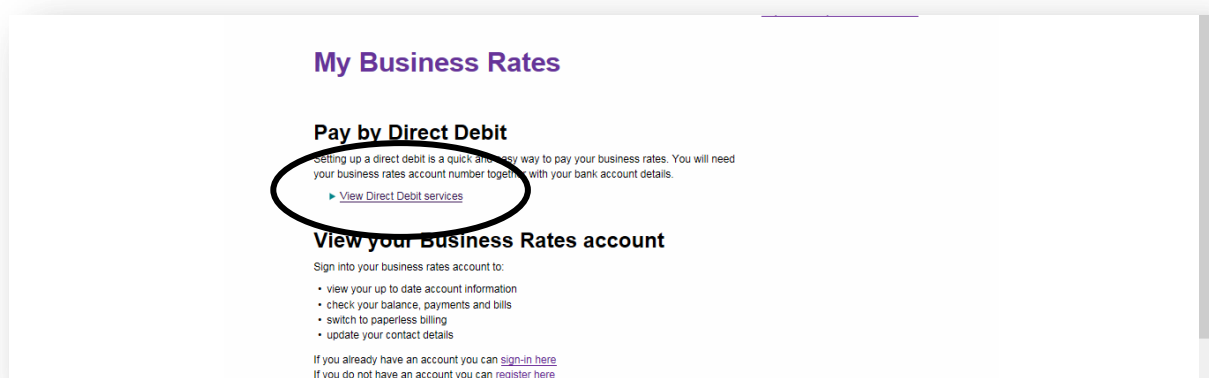 My Business Rates
Pay by Direct Debit
Setting up a direct debit is a quick and easy way to pay your business rates. You will need
your business rates account number together with your bank account details.
View Direct Debit services
View your Business Rates account
Sign into your business rates account to:
• view your up to date account information
• check your balance, payments and bills
• switch to paperless billing
• update your contact details
If you already have an account you can sign-in here
If you do not have an account you can register here